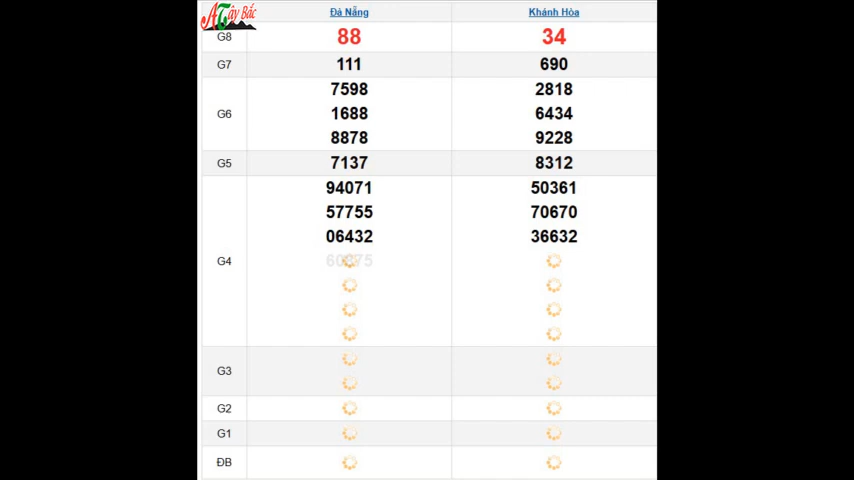 A Tây Bắc
Đà Nẵng Khánh Hòa
G8 88 34
G7 111 690
7598 2818
G6 1688 6434
8878 9228
G5 7137 8312
94071 50361
57755 70670
06432 36632
G4
G3
G2
G1
ĐB